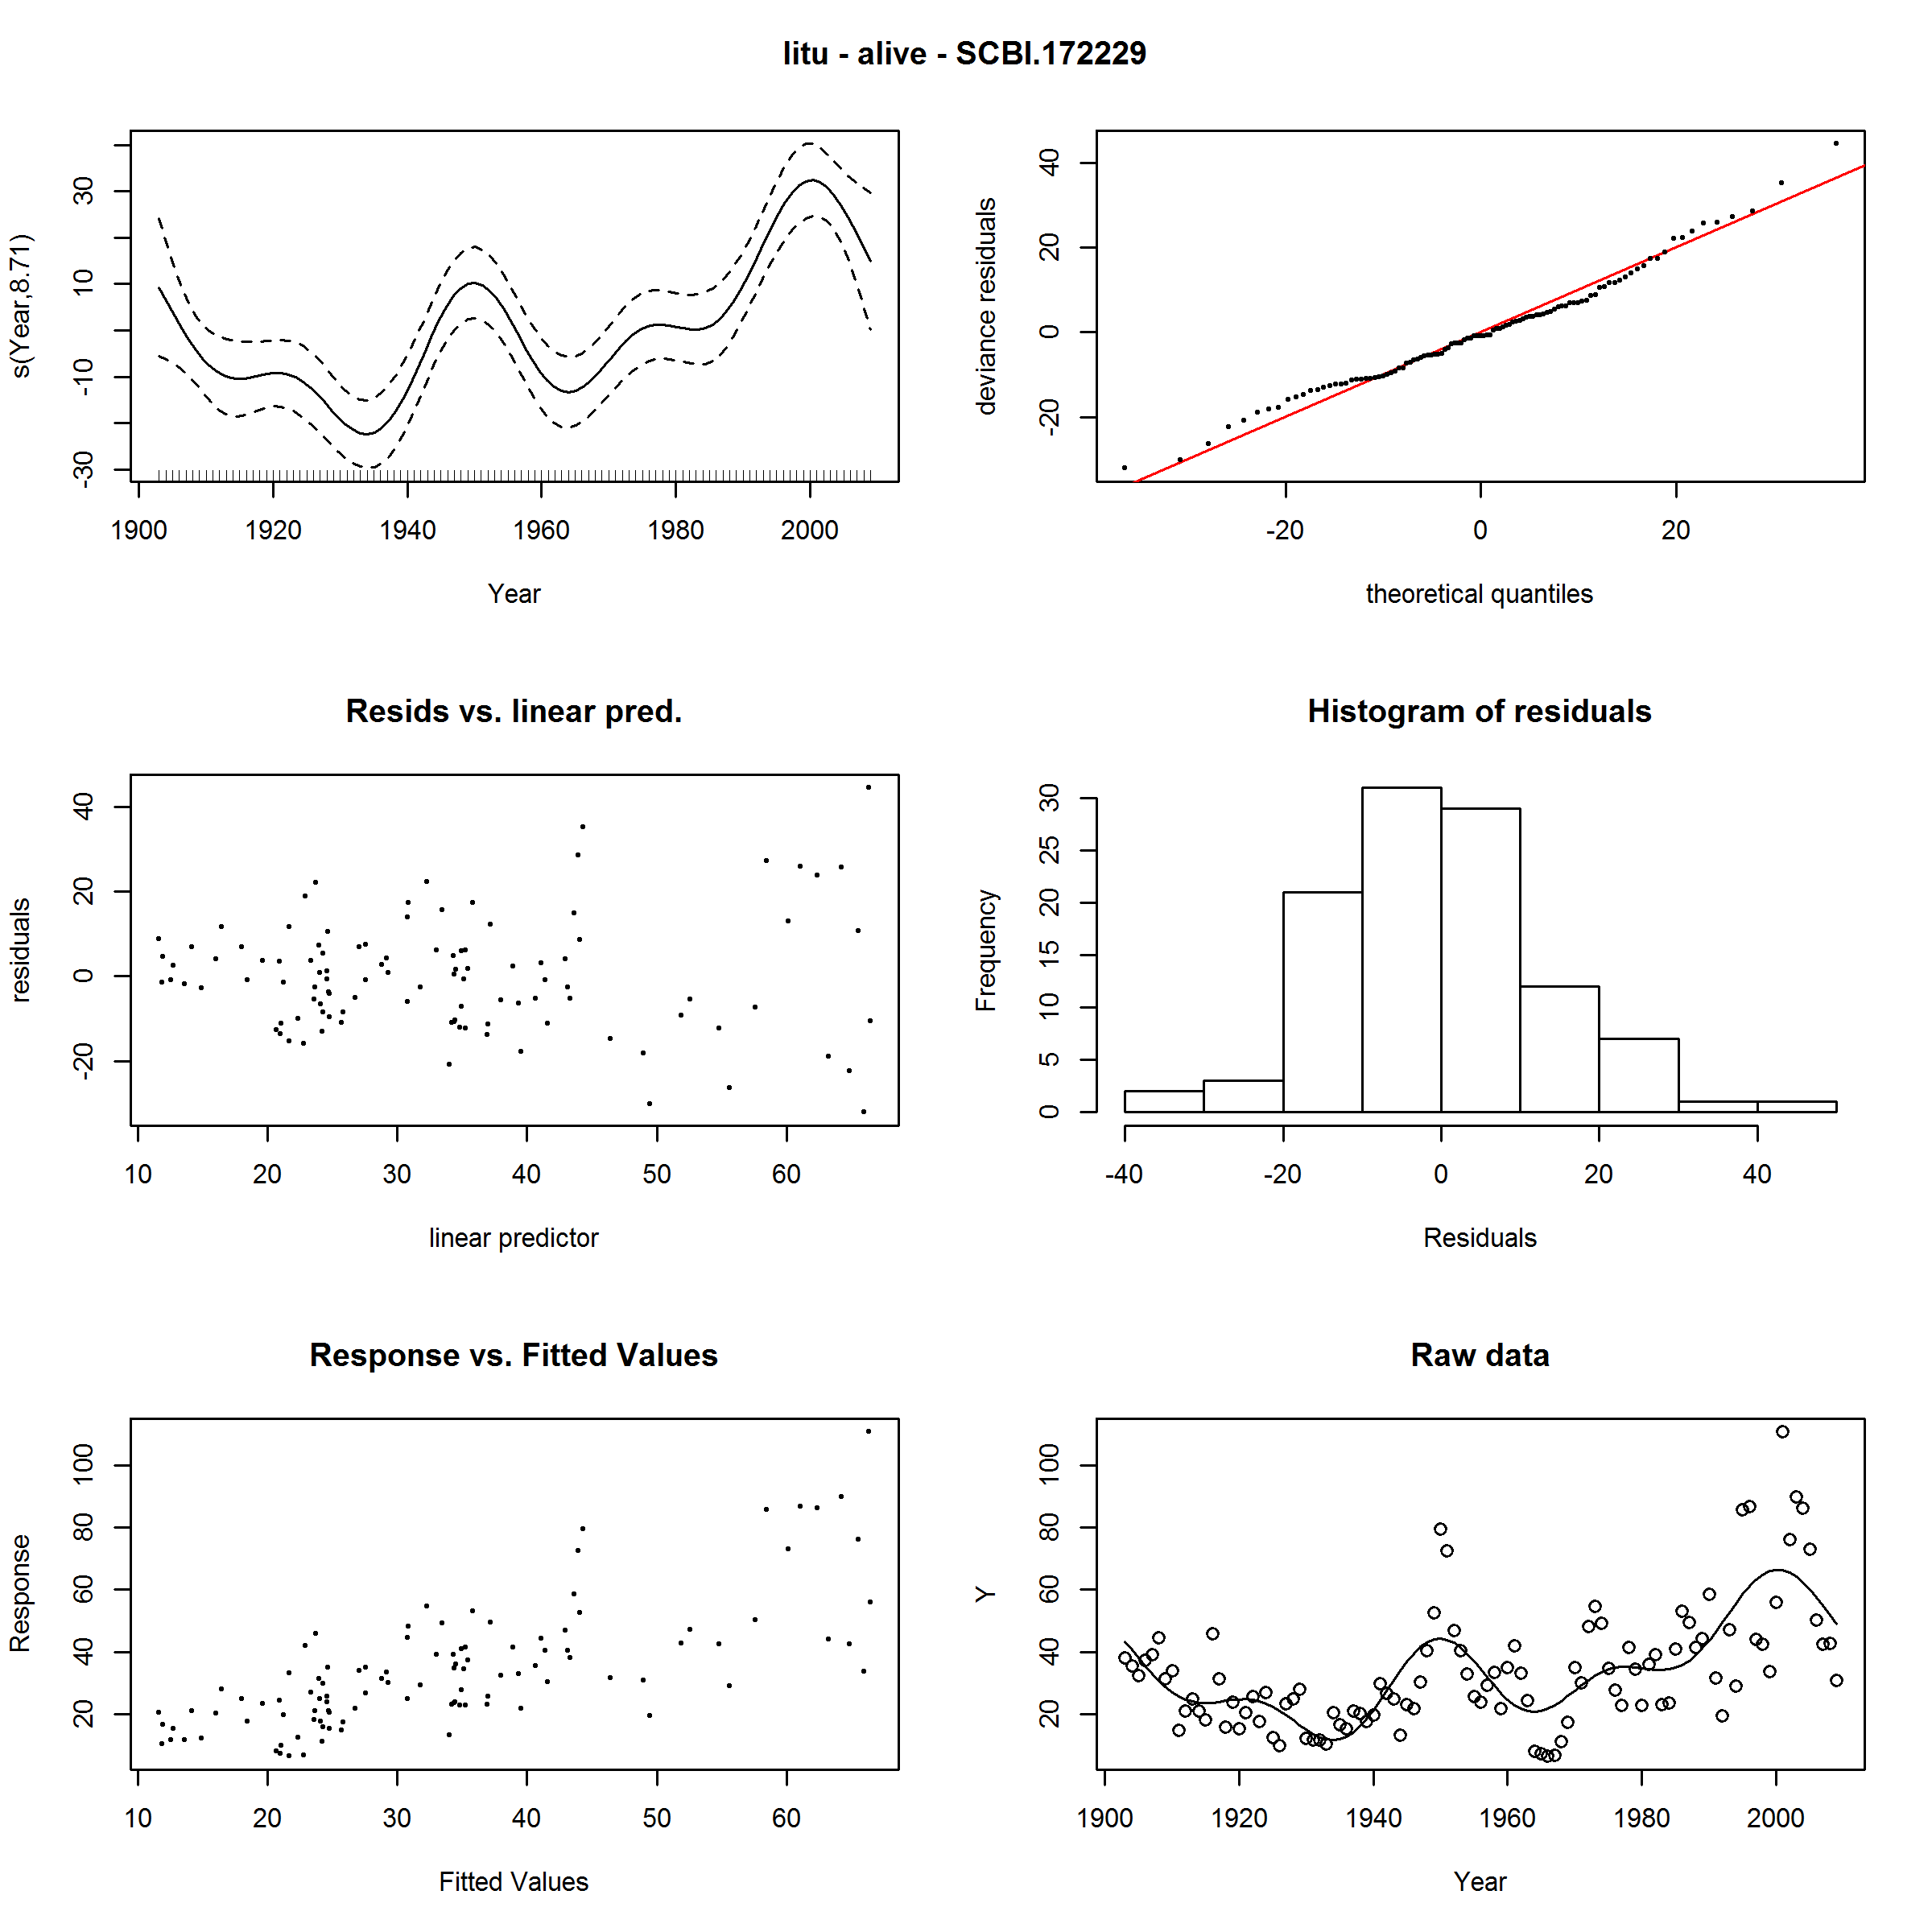 litu - alive - SCBI.172229
s(Year,8.71)
-30 -10 10 30
1900 1920 1940 1960 1980 2000
Year
deviance residuals
-20 0 20 40
-20 0 20
theoretical quantiles
Resids vs. linear pred.
residuals
-20 0 20 40
10 20 30 40 50 60
linear predictor
Histogram of residuals
Frequency
0 5 10 15 20 25 30
-40 -20 0 20 40
Residuals
Response vs. Fitted Values
Response
20 40 60 80 100
10 20 30 40 50 60
Fitted Values
Raw data
Y
20 40 60 80 100
1900 1920 1940 1960 1980 2000
Year